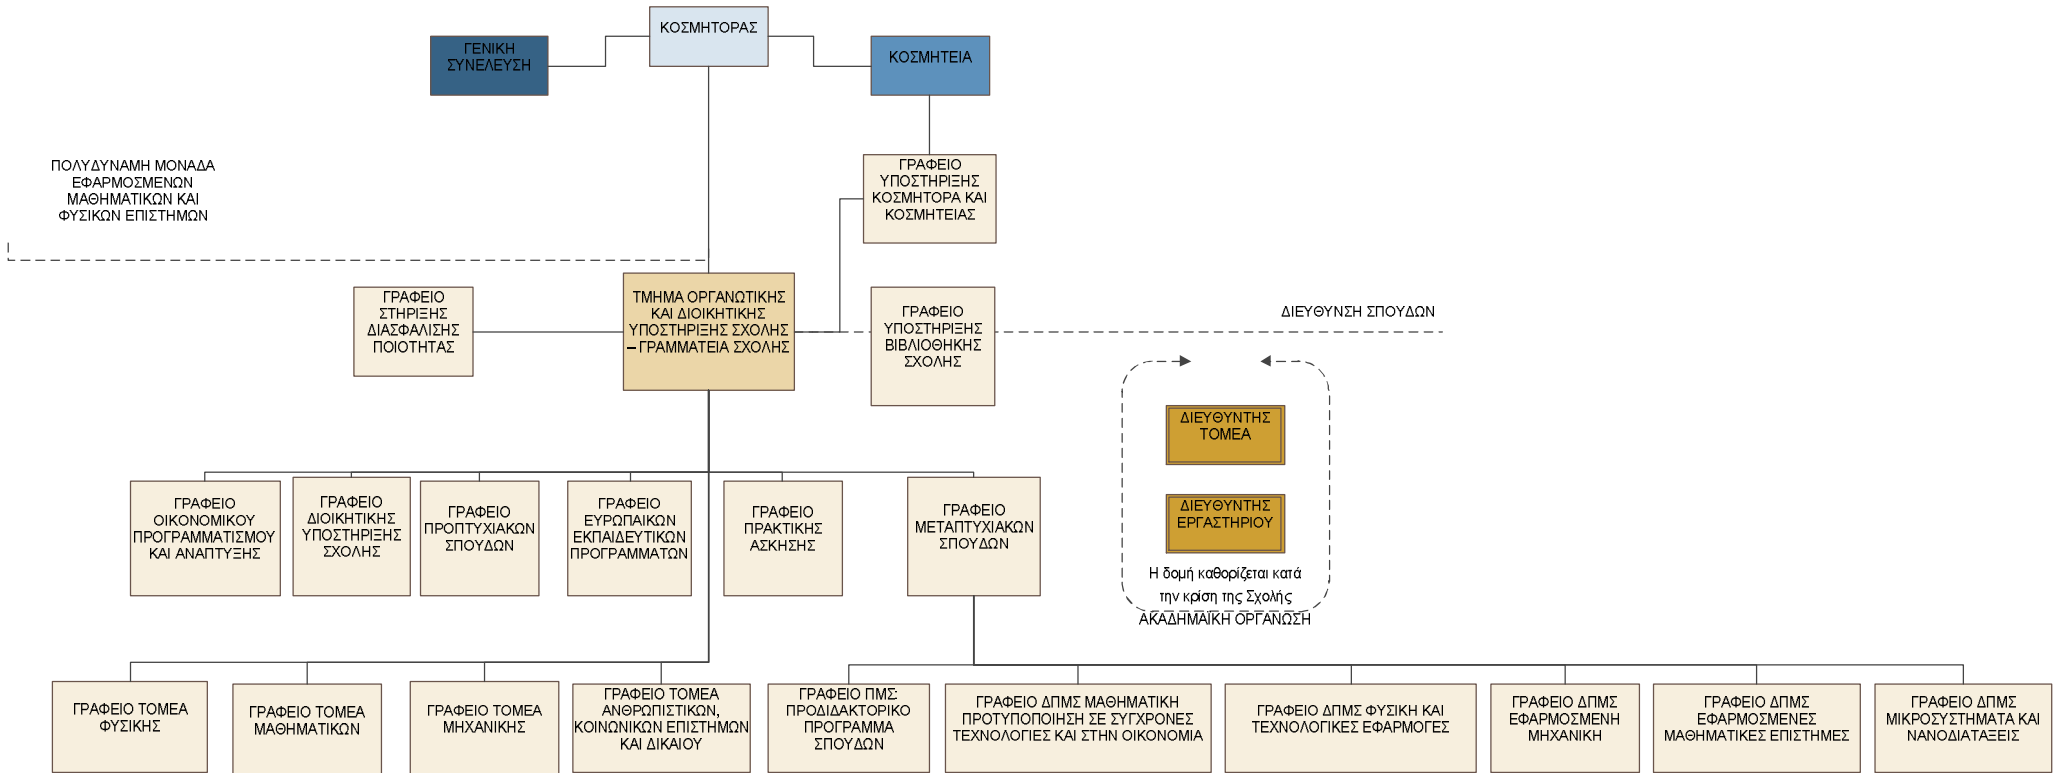 ΚΟΣΜΗΤΟΡΑΣ
ΓΕΝΙΚΗ
ΣΥΝΕΛΕΥΣΗ
ΚΟΣΜΗΤΕΙΑ
ΠΟΛΥΔΥΝΑΜΗ ΜΟΝΑΔΑ
ΕΦΑΡΜΟΣΜΕΝΩΝ
ΜΑΘΗΜΑΤΙΚΩΝ ΚΑΙ
ΦΥΣΙΚΩΝ ΕΠΙΣΤΗΜΩΝ
ΓΡΑΦΕΙΟ
ΥΠΟΣΤΗΡΙΞΗΣ
ΚΟΣΜΗΤΟΡΑ ΚΑΙ
ΚΟΣΜΗΤΕΙΑΣ
ΓΡΑΦΕΙΟ
ΣΤΗΡΙΞΗΣ
ΔΙΑΣΦΑΛΙΣΗΣ
ΠΟΙΟΤΗΤΑΣ
ΤΜΗΜΑ ΟΡΓΑΝΩΤΙΚΗΣ
ΚΑΙ ΔΙΟΙΚΗΤΙΚΗΣ
ΥΠΟΣΤΗΡΙΞΗΣ ΣΧΟΛΗΣ
– ΓΡΑΜΜΑΤΕΙΑ ΣΧΟΛΗΣ
ΓΡΑΦΕΙΟ
ΥΠΟΣΤΗΡΙΞΗΣ
ΒΙΒΛΙΟΘΗΚΗΣ
ΣΧΟΛΗΣ
ΔΙΕΥΘΥΝΣΗ ΣΠΟΥΔΩΝ
ΔΙΕΥΘΥΝΤΗΣ
ΤΟΜΕΑ
ΔΙΕΥΘΥΝΤΗΣ
ΕΡΓΑΣΤΗΡΙΟΥ
Η δομή καθορίζεται κατά
την κρίση της Σχολής
ΑΚΑΔΗΜΑΪΚΗ ΟΡΓΑΝΩΣΗ
ΓΡΑΦΕΙΟ
ΟΙΚΟΝΟΜΙΚΟΥ
ΠΡΟΓΡΑΜΜΑΤΙΣΜΟΥ
ΚΑΙ ΑΝΑΠΤΥΞΗΣ
ΓΡΑΦΕΙΟ
ΔΙΟΙΚΗΤΙΚΗΣ
ΥΠΟΣΤΗΡΙΞΗΣ
ΣΧΟΛΗΣ
ΓΡΑΦΕΙΟ
ΠΡΟΠΤΥΧΙΑΚΩΝ
ΣΠΟΥΔΩΝ
ΓΡΑΦΕΙΟ
ΕΥΡΩΠΑΙΚΩΝ
ΕΚΠΑΙΔΕΥΤΙΚΩΝ
ΠΡΟΓΡΑΜΜΑΤΩΝ
ΓΡΑΦΕΙΟ
ΠΡΑΚΤΙΚΗΣ
ΑΣΚΗΣΗΣ
ΓΡΑΦΕΙΟ
ΜΕΤΑΠΤΥΧΙΑΚΩΝ
ΣΠΟΥΔΩΝ
ΓΡΑΦΕΙΟ ΤΟΜΕΑ
ΦΥΣΙΚΗΣ
ΓΡΑΦΕΙΟ ΤΟΜΕΑ
ΜΑΘΗΜΑΤΙΚΩΝ
ΓΡΑΦΕΙΟ ΤΟΜΕΑ
ΜΗΧΑΝΙΚΗΣ
ΓΡΑΦΕΙΟ ΤΟΜΕΑ
ΑΝΘΡΩΠΙΣΤΙΚΩΝ,
ΚΟΙΝΩΝΙΚΩΝ ΕΠΙΣΤΗΜΩΝ
ΚΑΙ ΔΙΚΑΙΟΥ
ΓΡΑΦΕΙΟ ΠΜΣ:
ΠΡΟΔΙΔΑΚΤΟΡΙΚΟ
ΠΡΟΓΡΑΜΜΑ
ΣΠΟΥΔΩΝ
ΓΡΑΦΕΙΟ ΔΠΜΣ ΜΑΘΗΜΑΤΙΚΗ
ΠΡΟΤΥΠΟΠΟΙΗΣΗ ΣΕ ΣΥΓΧΡΟΝΕΣ
ΤΕΧΝΟΛΟΓΙΕΣ ΚΑΙ ΣΤΗΝ ΟΙΚΟΝΟΜΙΑ
ΓΡΑΦΕΙΟ ΔΠΜΣ ΦΥΣΙΚΗ ΚΑΙ
ΤΕΧΝΟΛΟΓΙΚΕΣ ΕΦΑΡΜΟΓΕΣ
ΓΡΑΦΕΙΟ ΔΠΜΣ
ΕΦΑΡΜΟΣΜΕΝΗ
ΜΗΧΑΝΙΚΗ
ΓΡΑΦΕΙΟ ΔΠΜΣ
ΕΦΑΡΜΟΣΜΕΝΕΣ
ΜΑΘΗΜΑΤΙΚΕΣ ΕΠΙΣΤΗΜΕΣ
ΓΡΑΦΕΙΟ ΔΠΜΣ
ΜΙΚΡΟΣΥΣΤΗΜΑΤΑ ΚΑΙ
ΝΑΝΟΔΙΑΤΑΞΕΙΣ